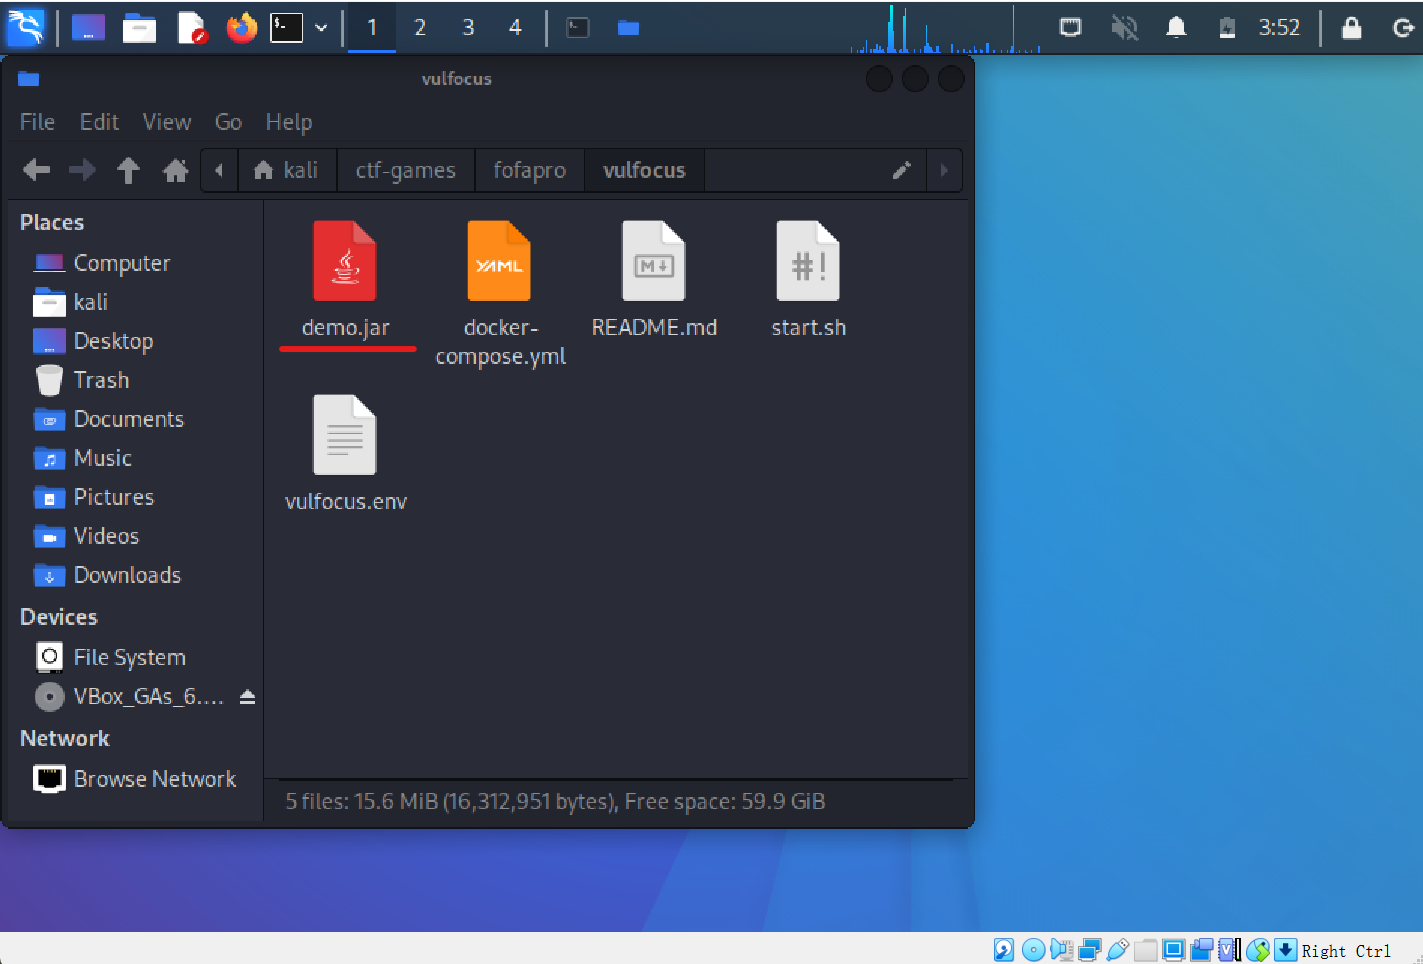 1 2 3 4 3:52
vulfocus
File Edit View Go Help
kali ctf-games fofapro vulfocus
Places
Computer
kali
Desktop
Trash
Documents
Music
Pictures
Videos
Downloads
Devices
File System
VBox_GAs_6....
Network
Browse Network
YAML
M
#!
demo.jar
docker-
compose.yml
README.md
start.sh
vulfocus.env
5 files: 15.6 MiB (16,312,951 bytes), Free space: 59.9 GiB
V
Right Ctrl